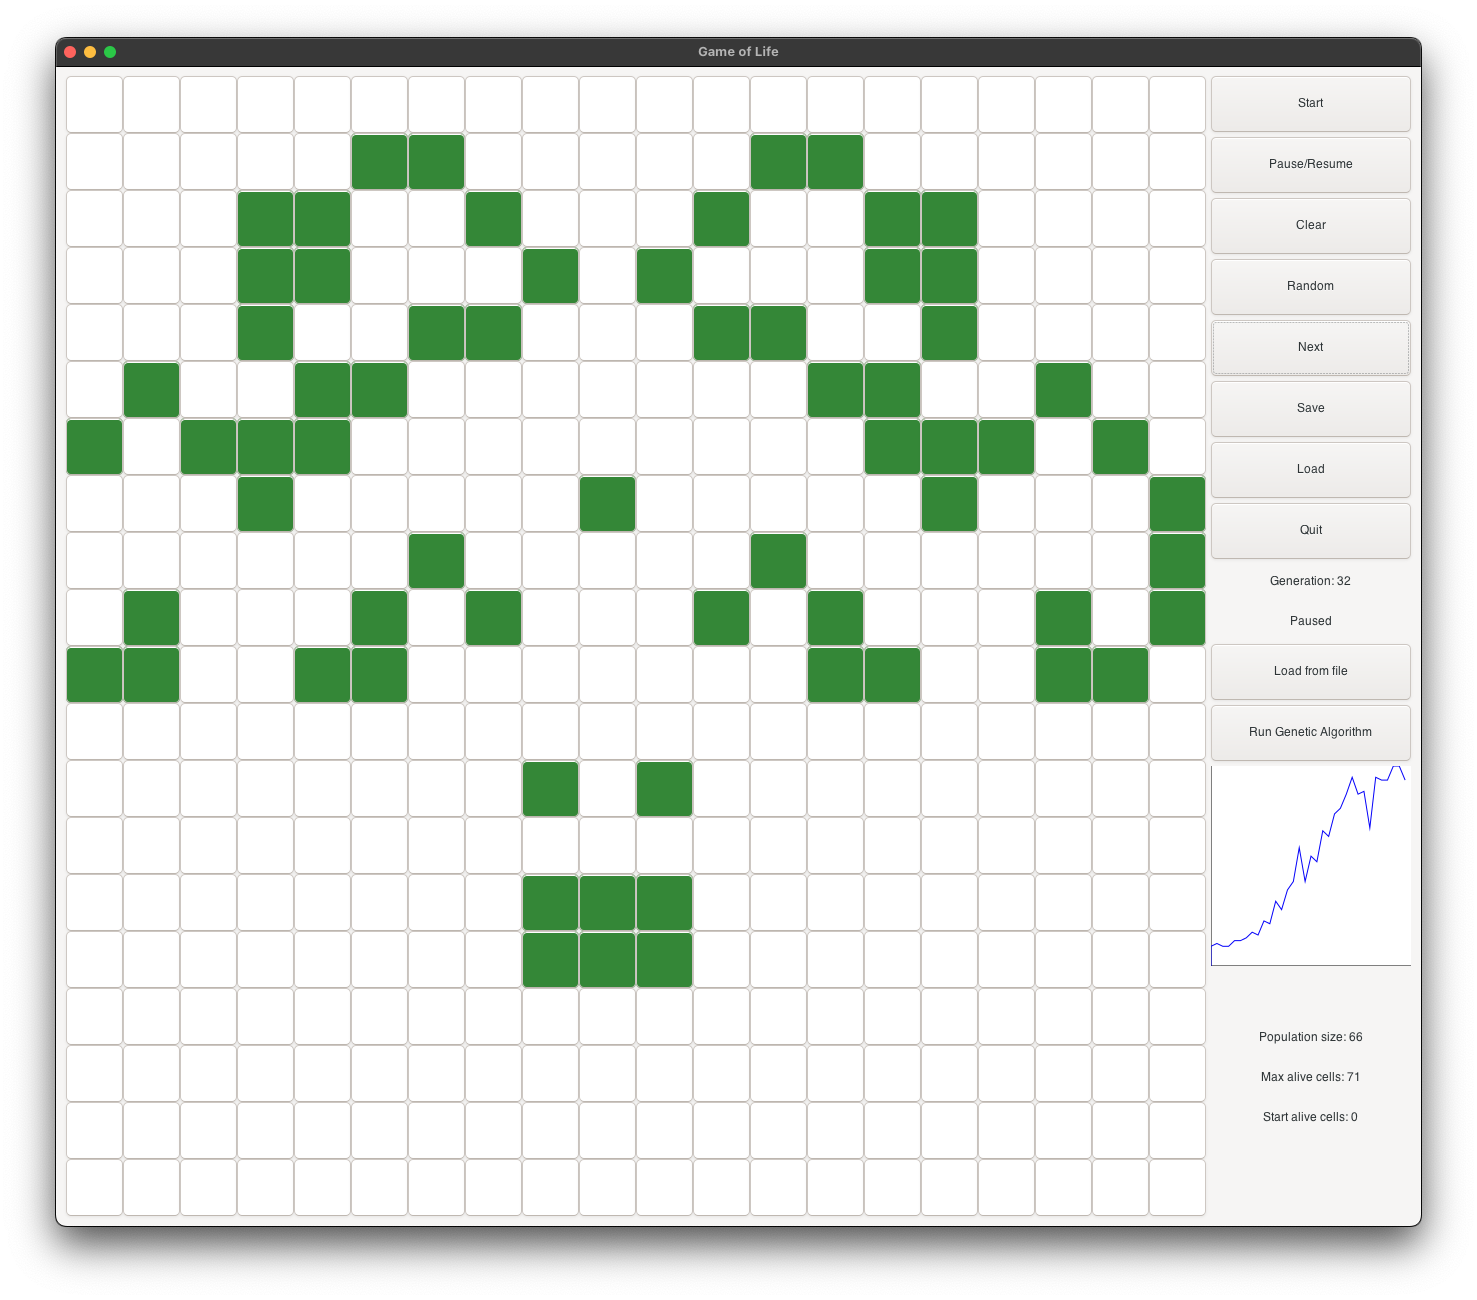 Game of Life
Start
Pause/Resume
Clear
Random
Next
Save
Load
Quit
Generation: 32
Paused
Load from file
Run Genetic Algorithm
Population size: 66
Max alive cells: 71
Start alive cells: 0